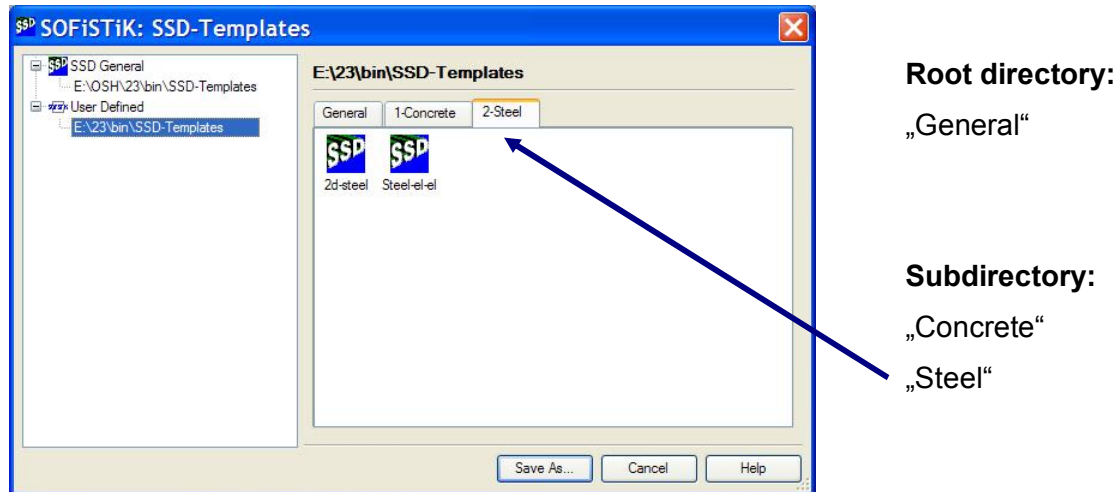 SOFiSTiK: SSD-Templates
SSD General
E:\OSH\23\bin\SSD-Templates
User Defined
E:\23\bin\SSD-Templates
E:\23\bin\SSD-Templates
General 1-Concrete 2-Steel
SSD SSD
2d-steel Steel-el-el
Save As... Cancel Help
Root directory:
„General“
Subdirectory:
„Concrete“
„Steel“